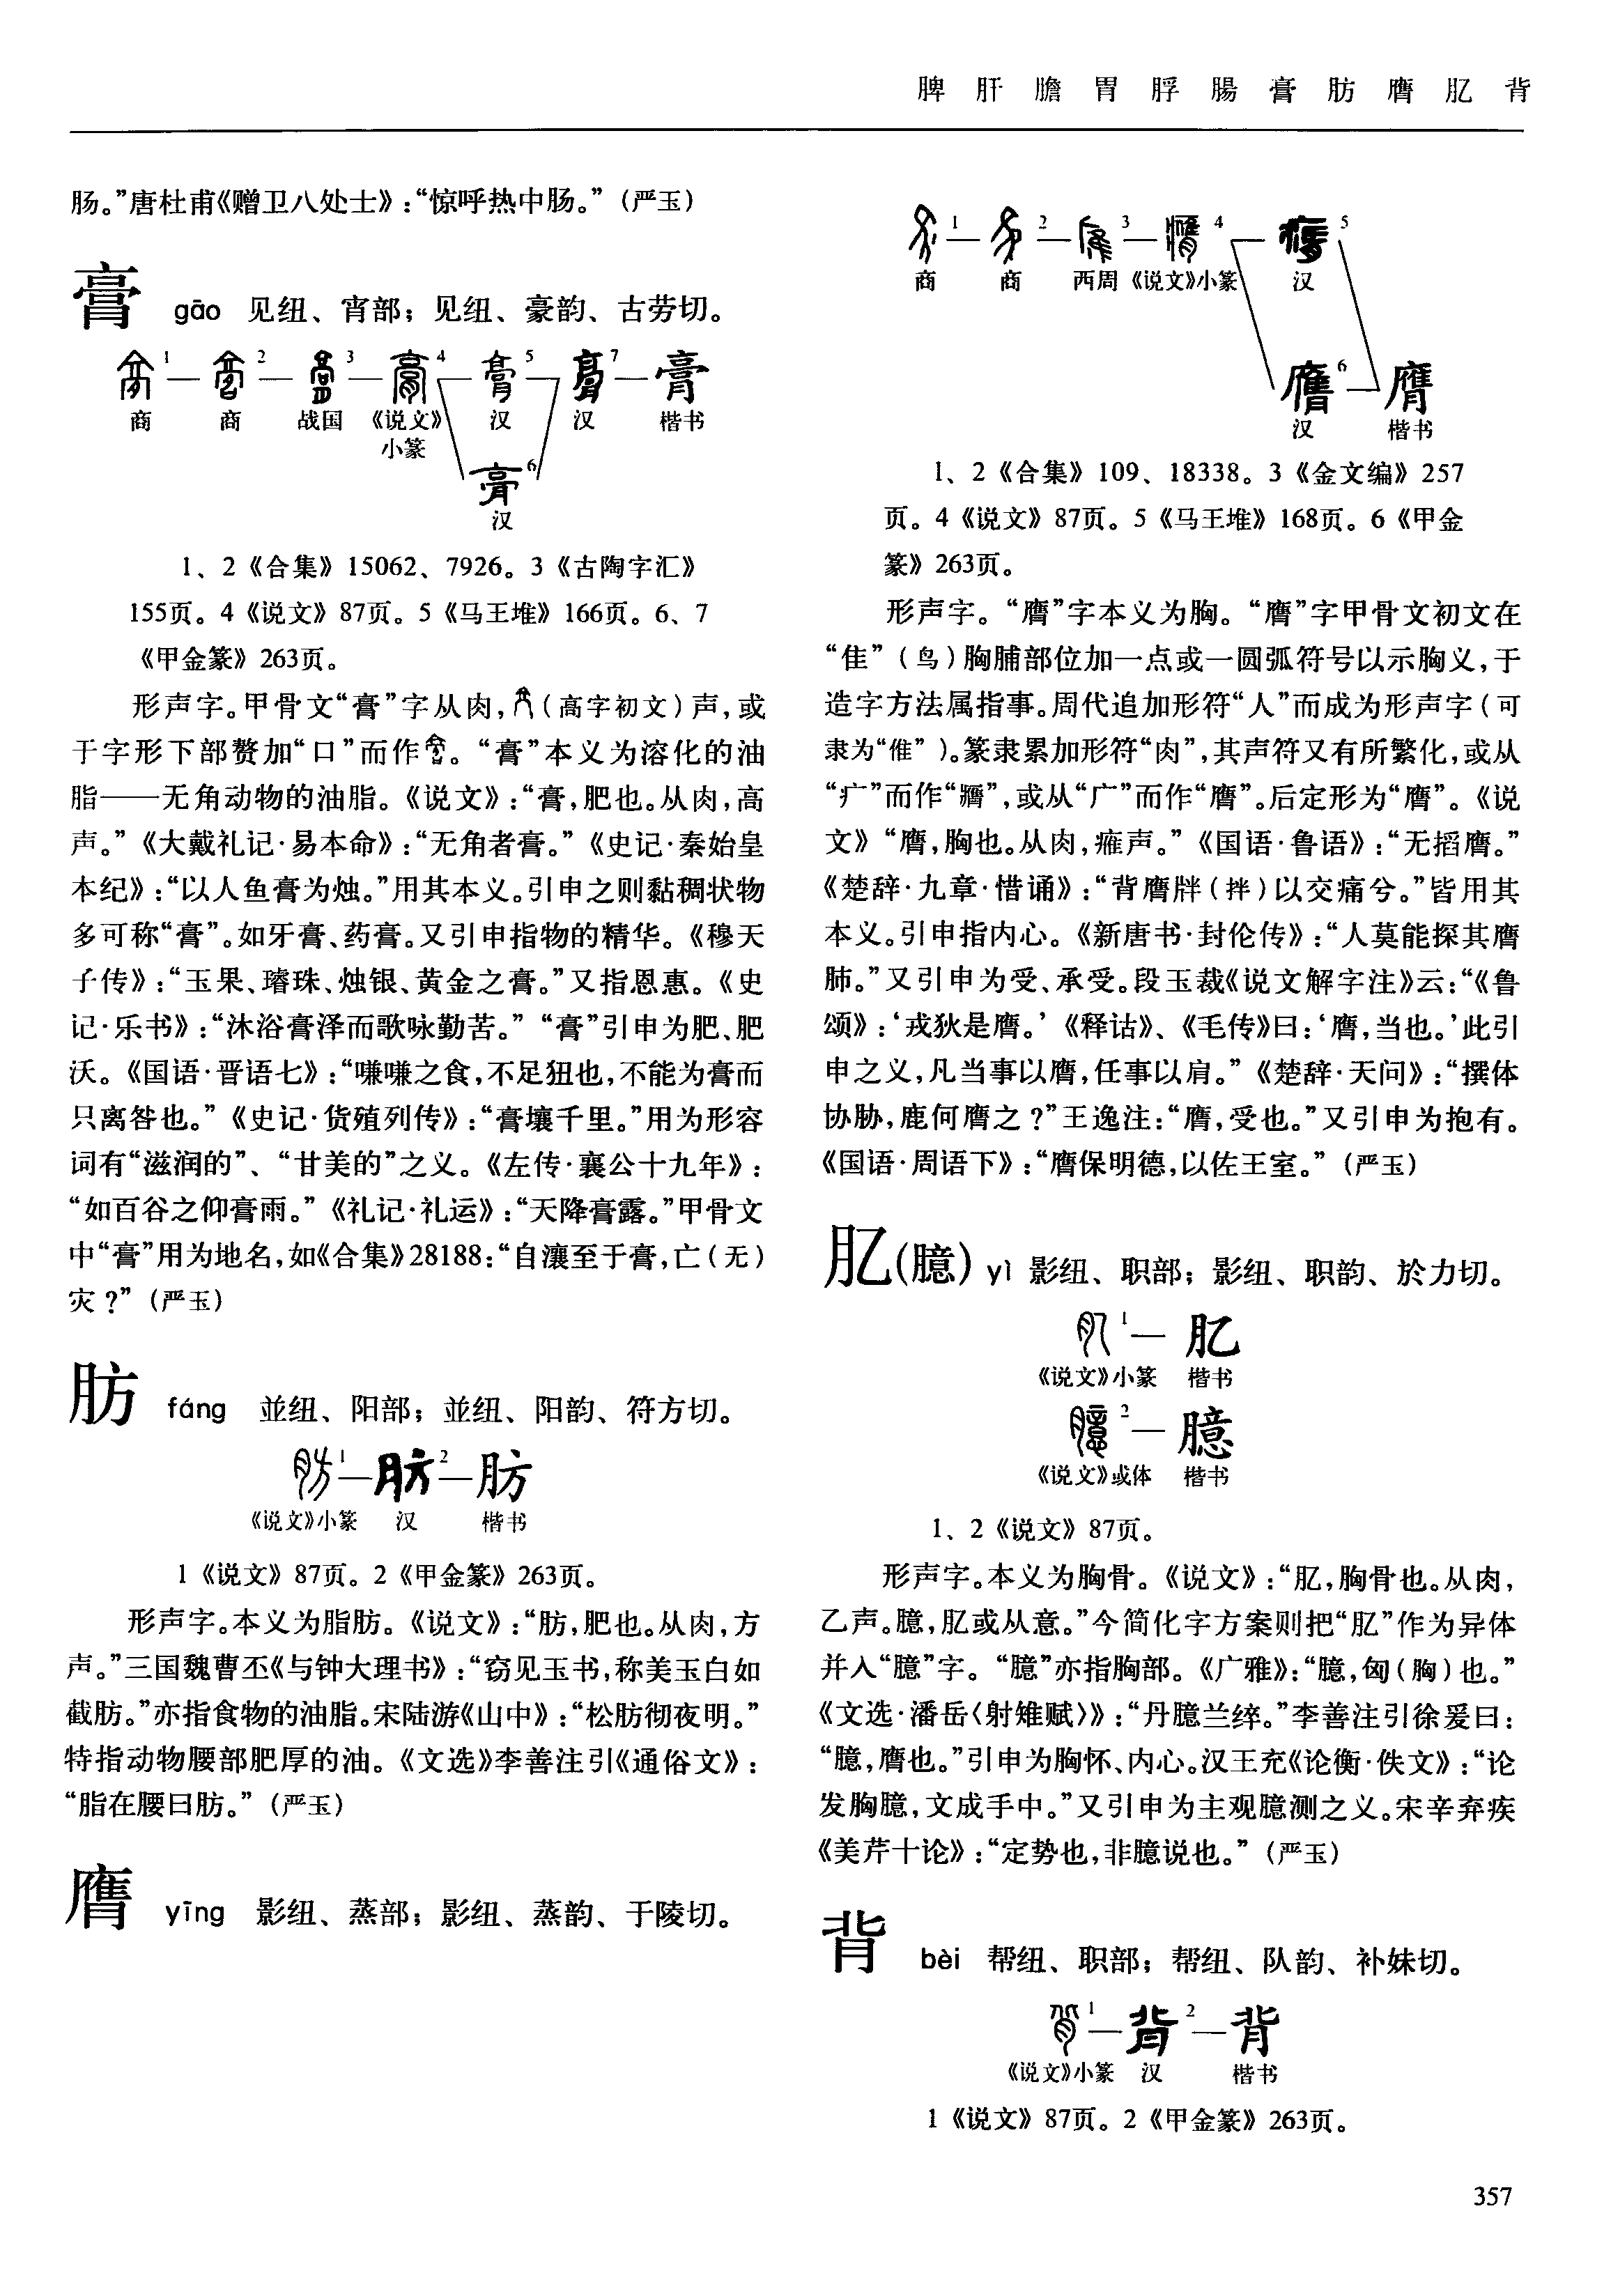 脾 肝 膽 胃 脬 腸 膏 肪 膺 肊 背
肠。”唐杜甫《赠卫八处士》：“惊呼热中肠。”（严玉）
膏 gāo 见纽、宵部；见纽、豪韵、古劳切。
1 — 2 — 3 — 4 — 5 — 7 — 膏
商 商 战国 《说文》 汉 汉 楷书
小篆
膏 6
汉
1、2《合集》15062、7926。3《古陶字汇》
155页。4《说文》87页。5《马王堆》166页。6、7
《甲金篆》263页。
形声字。甲骨文“膏”字从肉，（高字初文）声，或
于字形下部赘加“口”而作。“膏”本义为溶化的油
脂——无角动物的油脂。《说文》：“膏，肥也。从肉，高
声。”《大戴礼记·易本命》：“无角者膏。”《史记·秦始皇
本纪》：“以人鱼膏为烛。”用其本义。引申之则黏稠状物
多可称“膏”。如牙膏、药膏。又引申指物的精华。《穆天
子传》：“玉果、璿珠、烛银、黄金之膏。”又指恩惠。《史
记·乐书》：“沐浴膏泽而歌咏勤苦。”“膏”引申为肥、肥
沃。《国语·晋语七》：“嗛嗛之食，不足狃也，不能为膏而
只离咎也。”《史记·货殖列传》：“膏壤千里。”用为形容
词有“滋润的”、“甘美的”之义。《左传·襄公十九年》：
“如百谷之仰膏雨。”《礼记·礼运》：“天降膏露。”甲骨文
中“膏”用为地名，如《合集》28188：“自瀼至于膏，亡（无）
灾？”（严玉）
肪 fáng 並纽、阳部；並纽、阳韵、符方切。
肪 1 — 肪 2 — 肪
《说文》小篆 汉 楷书
1《说文》87页。2《甲金篆》263页。
形声字。本义为脂肪。《说文》：“肪，肥也。从肉，方
声。”三国魏曹丕《与钟大理书》：“窃见玉书，称美玉白如
截肪。”亦指食物的油脂。宋陆游《山中》：“松肪彻夜明。”
特指动物腰部肥厚的油。《文选》李善注引《通俗文》：
“脂在腰曰肪。”（严玉）
膺 yīng 影纽、蒸部；影纽、蒸韵、于陵切。
1 — 2 — 3 — 4 — 5
商 商 西周 《说文》小篆 汉
膺 6 — 膺
汉 楷书
1、2《合集》109、18338。3《金文编》257
页。4《说文》87页。5《马王堆》168页。6《甲金
篆》263页。
形声字。“膺”字本义为胸。“膺”字甲骨文初文在
“隹”（鸟）胸脯部位加一点或一圆弧符号以示胸义，于
造字方法属指事。周代追加形符“人”而成为形声字（可
隶为“倠”）。篆隶累加形符“肉”，其声符又有所繁化，或从
“疒”而作“”，或从“广”而作“膺”。后定形为“膺”。《说
文》“膺，胸也。从肉，瘫声。”《国语·鲁语》：“无搯膺。”
《楚辞·九章·惜诵》：“背膺牉（拌）以交痛兮。”皆用其
本义。引申指内心。《新唐书·封伦传》：“人莫能探其膺
肺。”又引申为受、承受。段玉裁《说文解字注》云：“《鲁
颂》：‘戎狄是膺。’《释诂》、《毛传》曰：‘膺，当也。’此引
申之义，凡当事以膺，任事以肩。”《楚辞·天问》：“撰体
协胁，鹿何膺之？”王逸注：“膺，受也。”又引申为抱有。
《国语·周语下》：“膺保明德，以佐王室。”（严玉）
肊（臆）yì 影纽、职部；影纽、职韵、於力切。
肊 1 — 肊
《说文》小篆 楷书
臆 2 — 臆
《说文》或体 楷书
1、2《说文》87页。
形声字。本义为胸骨。《说文》：“肊，胸骨也。从肉，
乙声。臆，肊或从意。”今简化字方案则把“肊”作为异体
并入“臆”字。“臆”亦指胸部。《广雅》：“臆，匈（胸）也。”
《文选·潘岳〈射雉赋〉》：“丹臆兰綷。”李善注引徐爰曰：
“臆，膺也。”引申为胸怀、内心。汉王充《论衡·佚文》：“论
发胸臆，文成手中。”又引申为主观臆测之义。宋辛弃疾
《美芹十论》：“定势也，非臆说也。”（严玉）
背 bèi 帮纽、职部；帮纽、队韵、补妹切。
背 1 — 背 2 — 背
《说文》小篆 汉 楷书
1《说文》87页。2《甲金篆》263页。
357